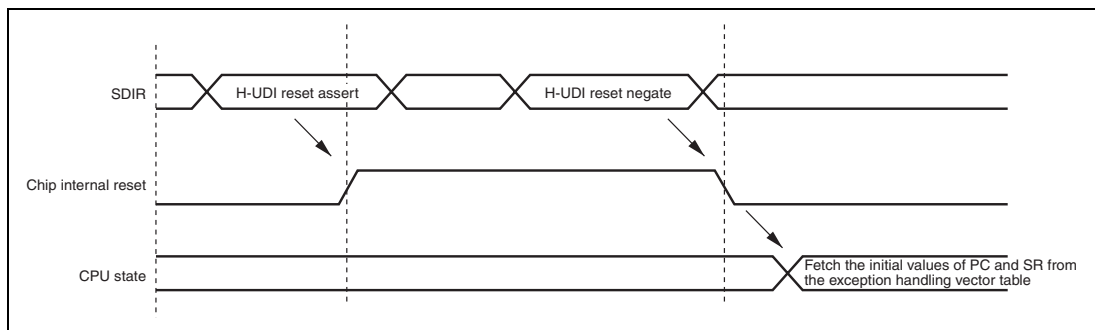 SDIR
H-UDI reset assert
H-UDI reset negate
Chip internal reset
CPU state
Fetch the initial values of PC and SR from
the exception handling vector table